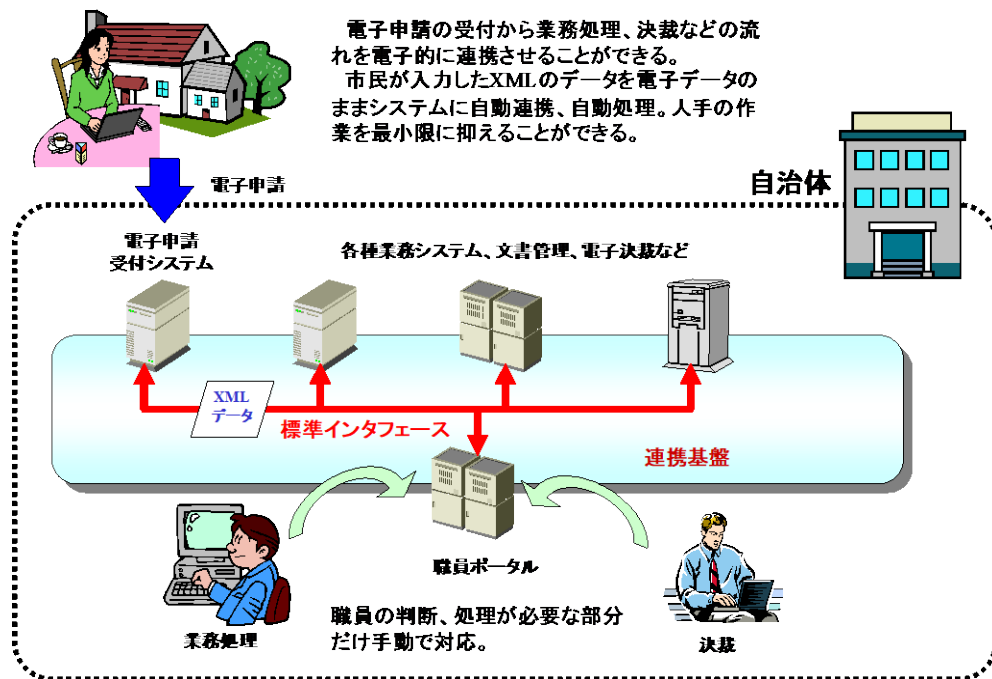 電子申請の受付から業務処理、決裁などの流
れを電子的に連携させることができる。
市民が入力したXMLのデータを電子データの
ままシステムに自動連携、自動処理。人手の作
業を最小限に抑えることができる。
電子申請
自治体
電子申請
受付システム
各種業務システム、文書管理、電子決裁など
XML
データ
標準インタフェース
連携基盤
職員ポータル
業務処理
職員の判断、処理が必要な部分
だけ手動で対応。
決裁